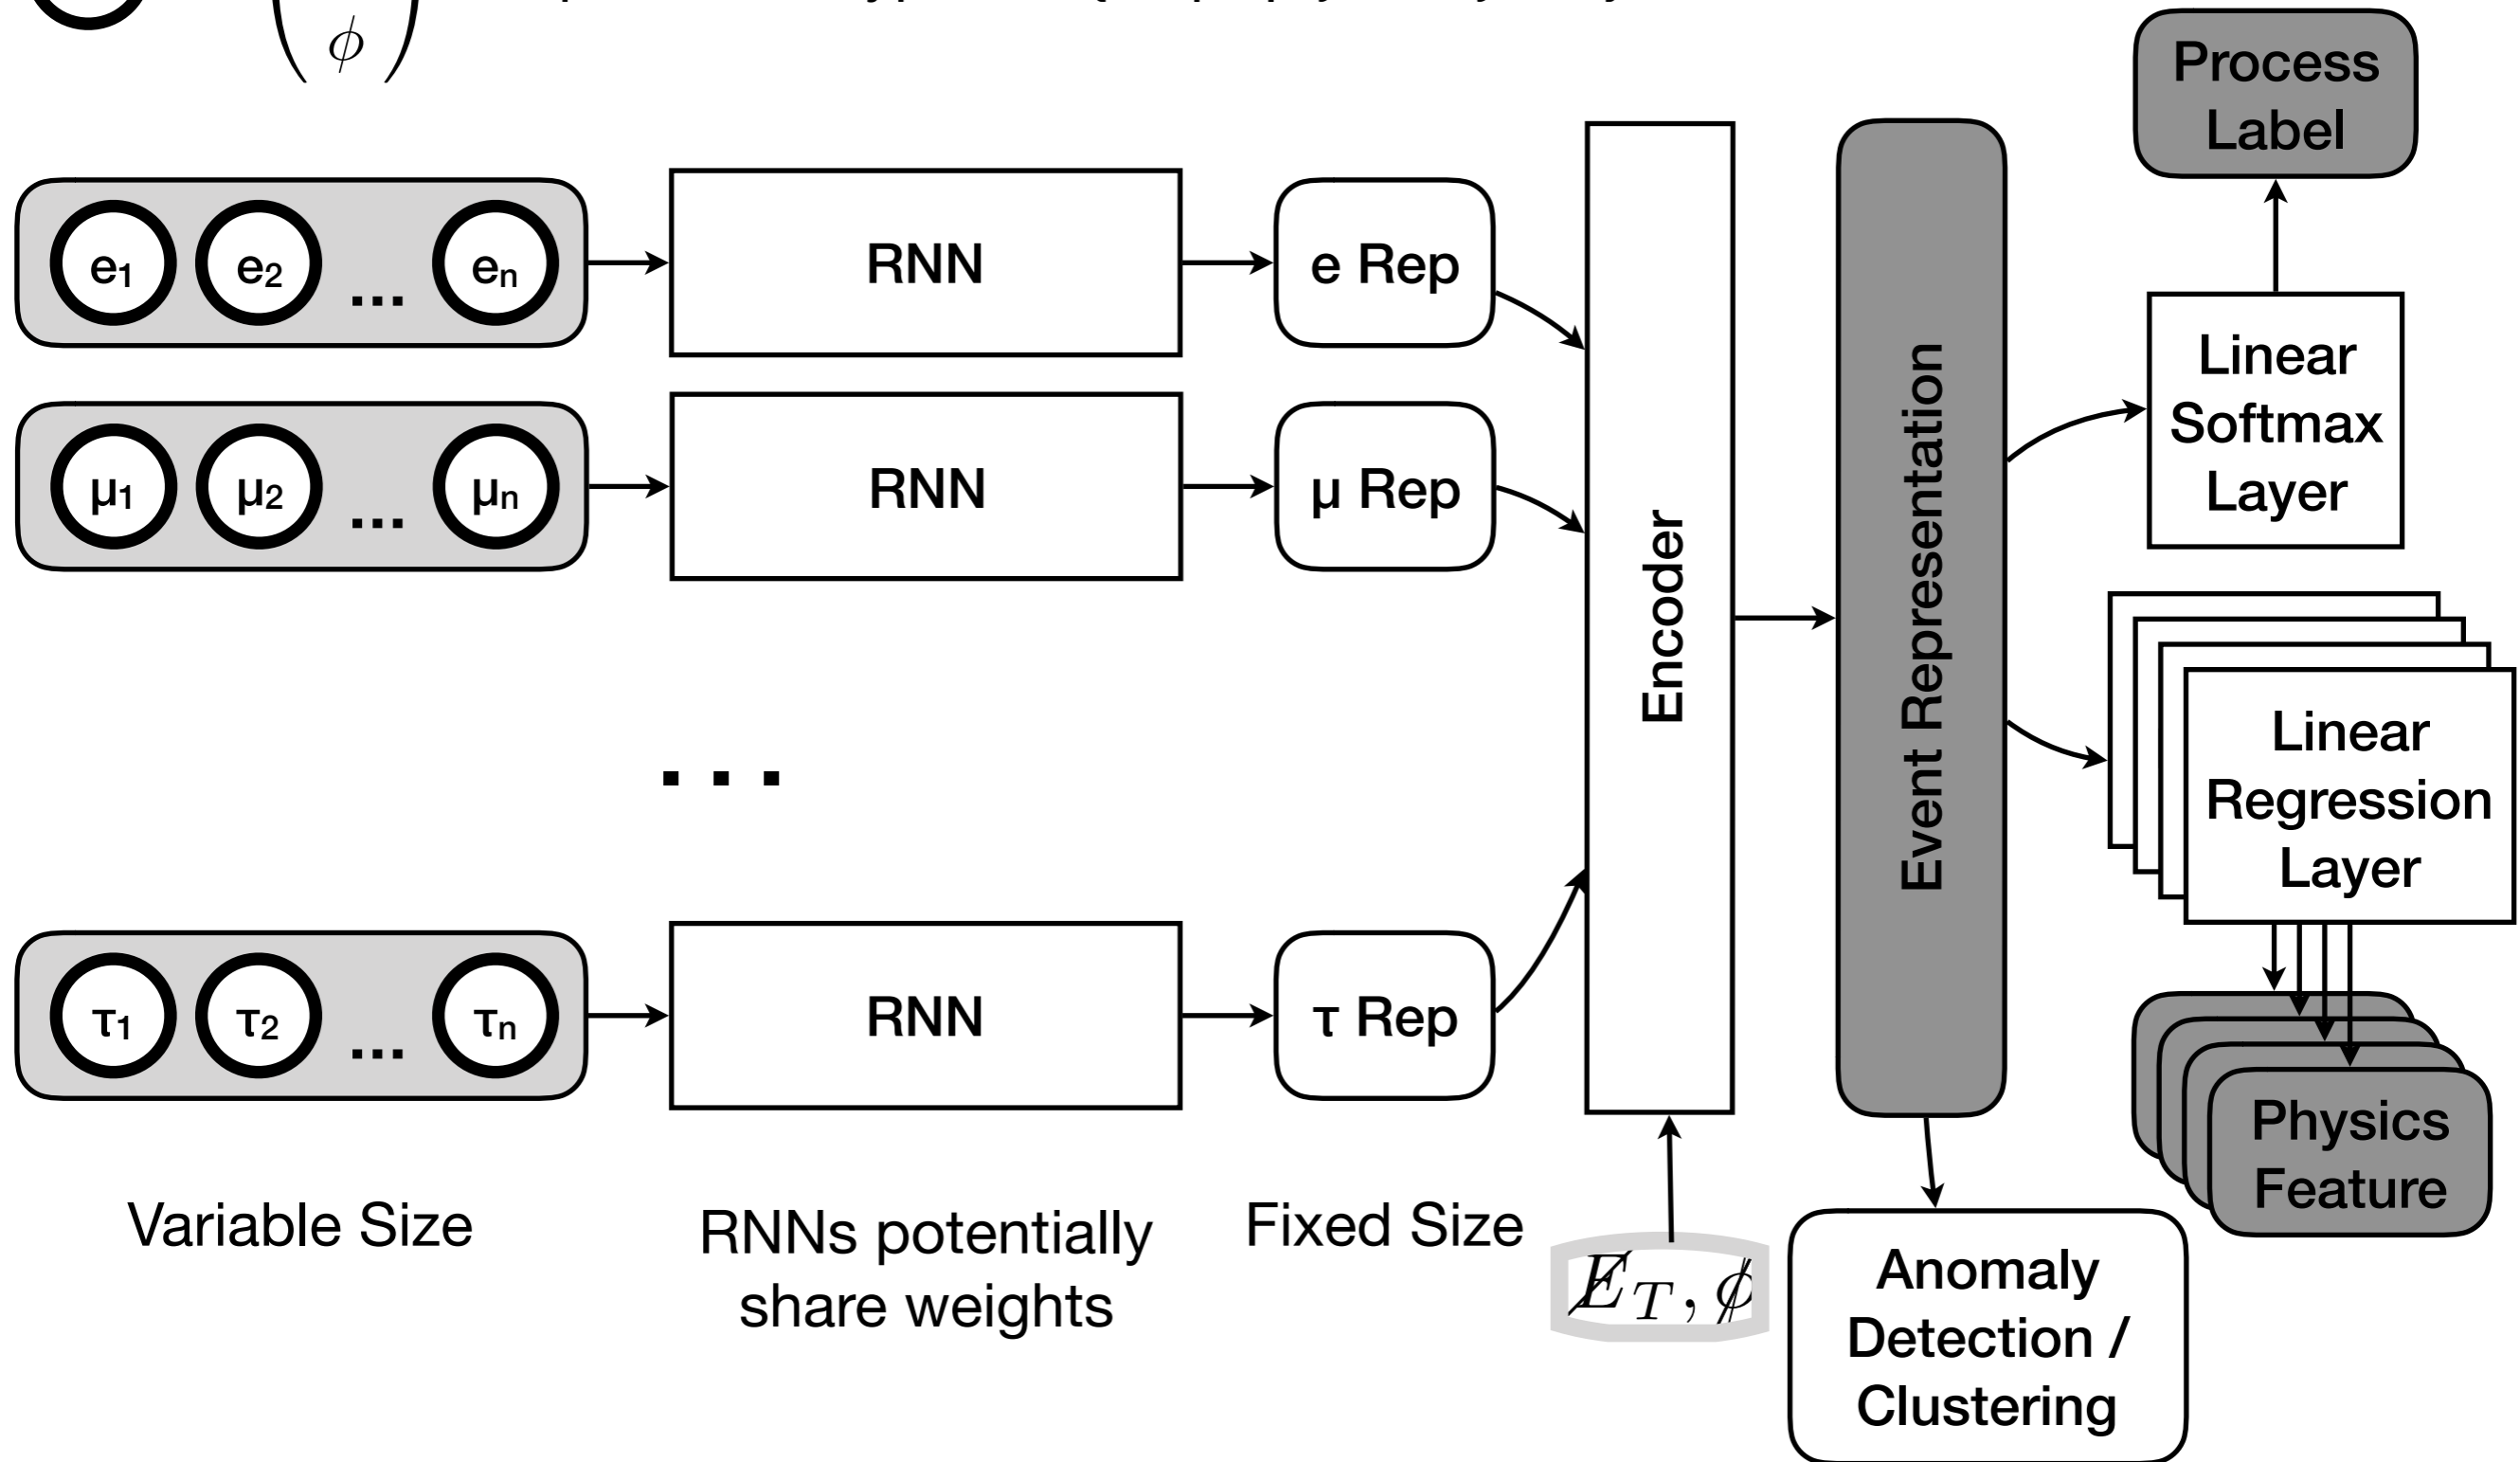 ϕ
Process
Label
e₁ e₂ ... eₙ
RNN
e Rep
μ₁ μ₂ ... μₙ
RNN
μ Rep
...
τ₁ τ₂ ... τₙ
RNN
τ Rep
Encoder
Event Representation
Linear
Softmax
Layer
Linear
Regression
Layer
Physics
Feature
Variable Size
RNNs potentially
share weights
Fixed Size
E̸_T, ϕ̸
Anomaly
Detection /
Clustering